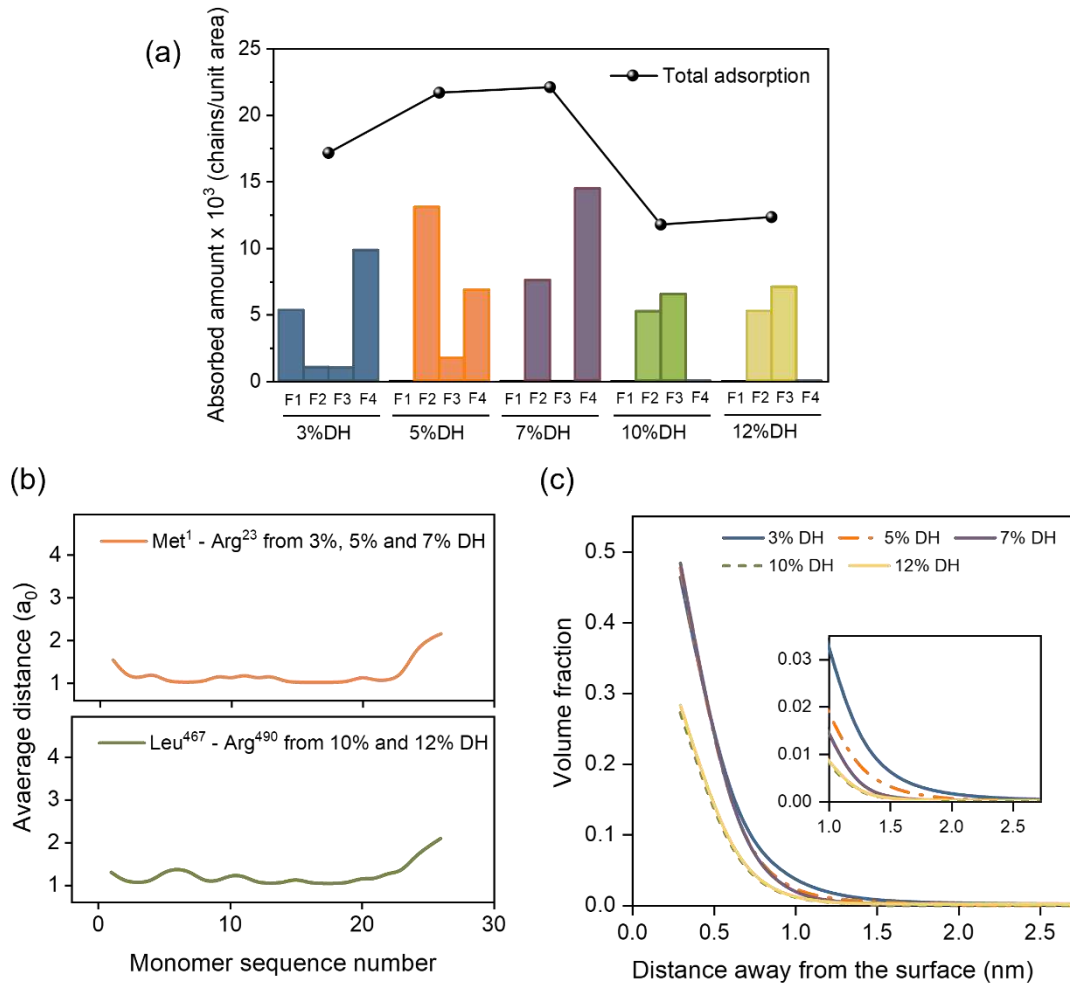 (a)
25
20
15
10
5
0
Absorbed amount x 10³ (chains/unit area)
Total adsorption
F1 F2 F3 F4 F1 F2 F3 F4 F1 F2 F3 F4 F1 F2 F3 F4 F1 F2 F3 F4
3%DH 5%DH 7%DH 10%DH 12%DH
(b)
Avaerage distance (a₀)
Met¹ - Arg²³ from 3%, 5% and 7% DH
4
3
2
1
Leu⁴⁶⁷ - Arg⁴⁹⁰ from 10% and 12% DH
4
3
2
1
0 10 20 30
Monomer sequence number
(c)
Volume fraction
0.5
0.4
0.3
0.2
0.1
0.0
3% DH 5% DH 7% DH
10% DH 12% DH
0.03
0.02
0.01
0.00
1.0 1.5 2.0 2.5
0.0 0.5 1.0 1.5 2.0 2.5
Distance away from the surface (nm)